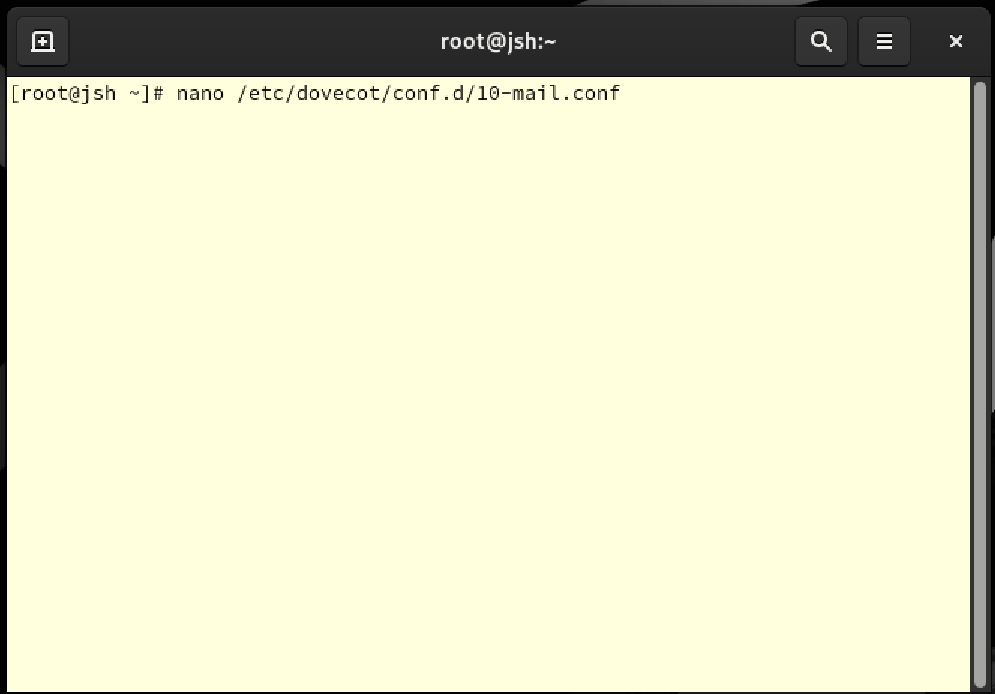 root@jsh:~
[root@jsh ~]# nano /etc/dovecot/conf.d/10-mail.conf